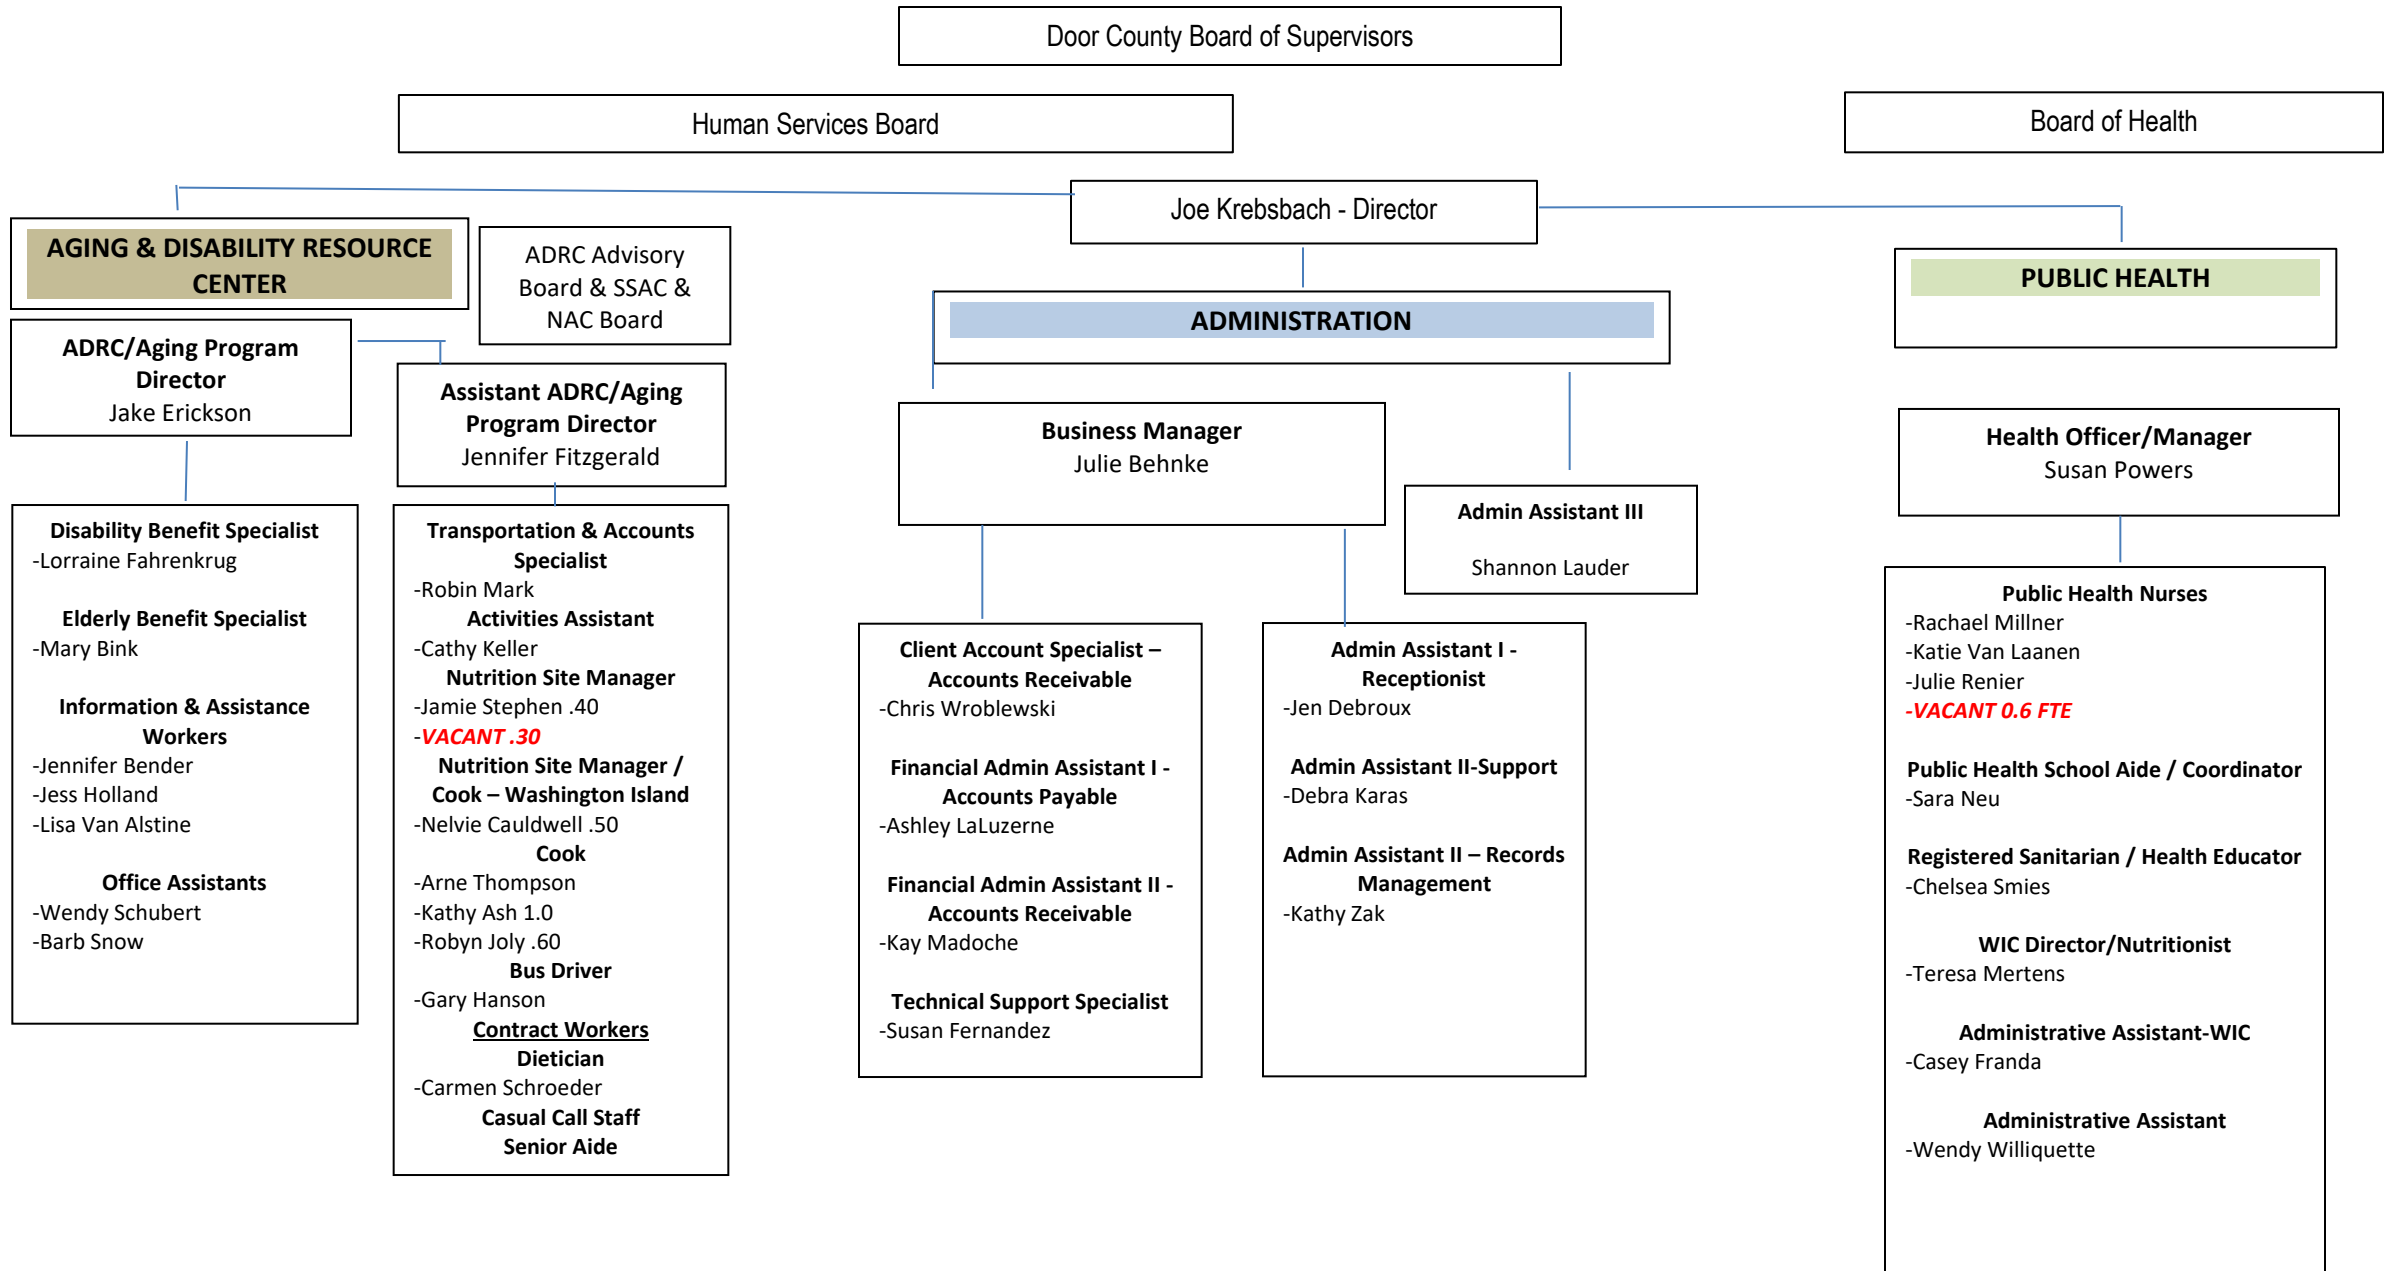 Door County Board of Supervisors
Human Services Board
Board of Health
Joe Krebsbach - Director
AGING & DISABILITY RESOURCE
CENTER
ADRC Advisory
Board & SSAC &
NAC Board
ADRC/Aging Program
Director
Jake Erickson
Assistant ADRC/Aging
Program Director
Jennifer Fitzgerald
Disability Benefit Specialist
-Lorraine Fahrenkrug
Elderly Benefit Specialist
-Mary Bink
Information & Assistance
Workers
-Jennifer Bender
-Jess Holland
-Lisa Van Alstine
Office Assistants
-Wendy Schubert
-Barb Snow
Transportation & Accounts
Specialist
-Robin Mark
Activities Assistant
-Cathy Keller
Nutrition Site Manager
-Jamie Stephen .40
-VACANT .30
Nutrition Site Manager /
Cook – Washington Island
-Nelvie Cauldwell .50
Cook
-Arne Thompson
-Kathy Ash 1.0
-Robyn Joly .60
Bus Driver
-Gary Hanson
Contract Workers
Dietician
-Carmen Schroeder
Casual Call Staff
Senior Aide
ADMINISTRATION
Business Manager
Julie Behnke
Admin Assistant III
Shannon Lauder
Client Account Specialist –
Accounts Receivable
-Chris Wroblewski
Financial Admin Assistant I -
Accounts Payable
-Ashley LaLuzerne
Financial Admin Assistant II -
Accounts Receivable
-Kay Madoche
Technical Support Specialist
-Susan Fernandez
Admin Assistant I -
Receptionist
-Jen Debroux
Admin Assistant II-Support
-Debra Karas
Admin Assistant II – Records
Management
-Kathy Zak
PUBLIC HEALTH
Health Officer/Manager
Susan Powers
Public Health Nurses
-Rachael Millner
-Katie Van Laanen
-Julie Renier
-VACANT 0.6 FTE
Public Health School Aide / Coordinator
-Sara Neu
Registered Sanitarian / Health Educator
-Chelsea Smies
WIC Director/Nutritionist
-Teresa Mertens
Administrative Assistant-WIC
-Casey Franda
Administrative Assistant
-Wendy Williquette